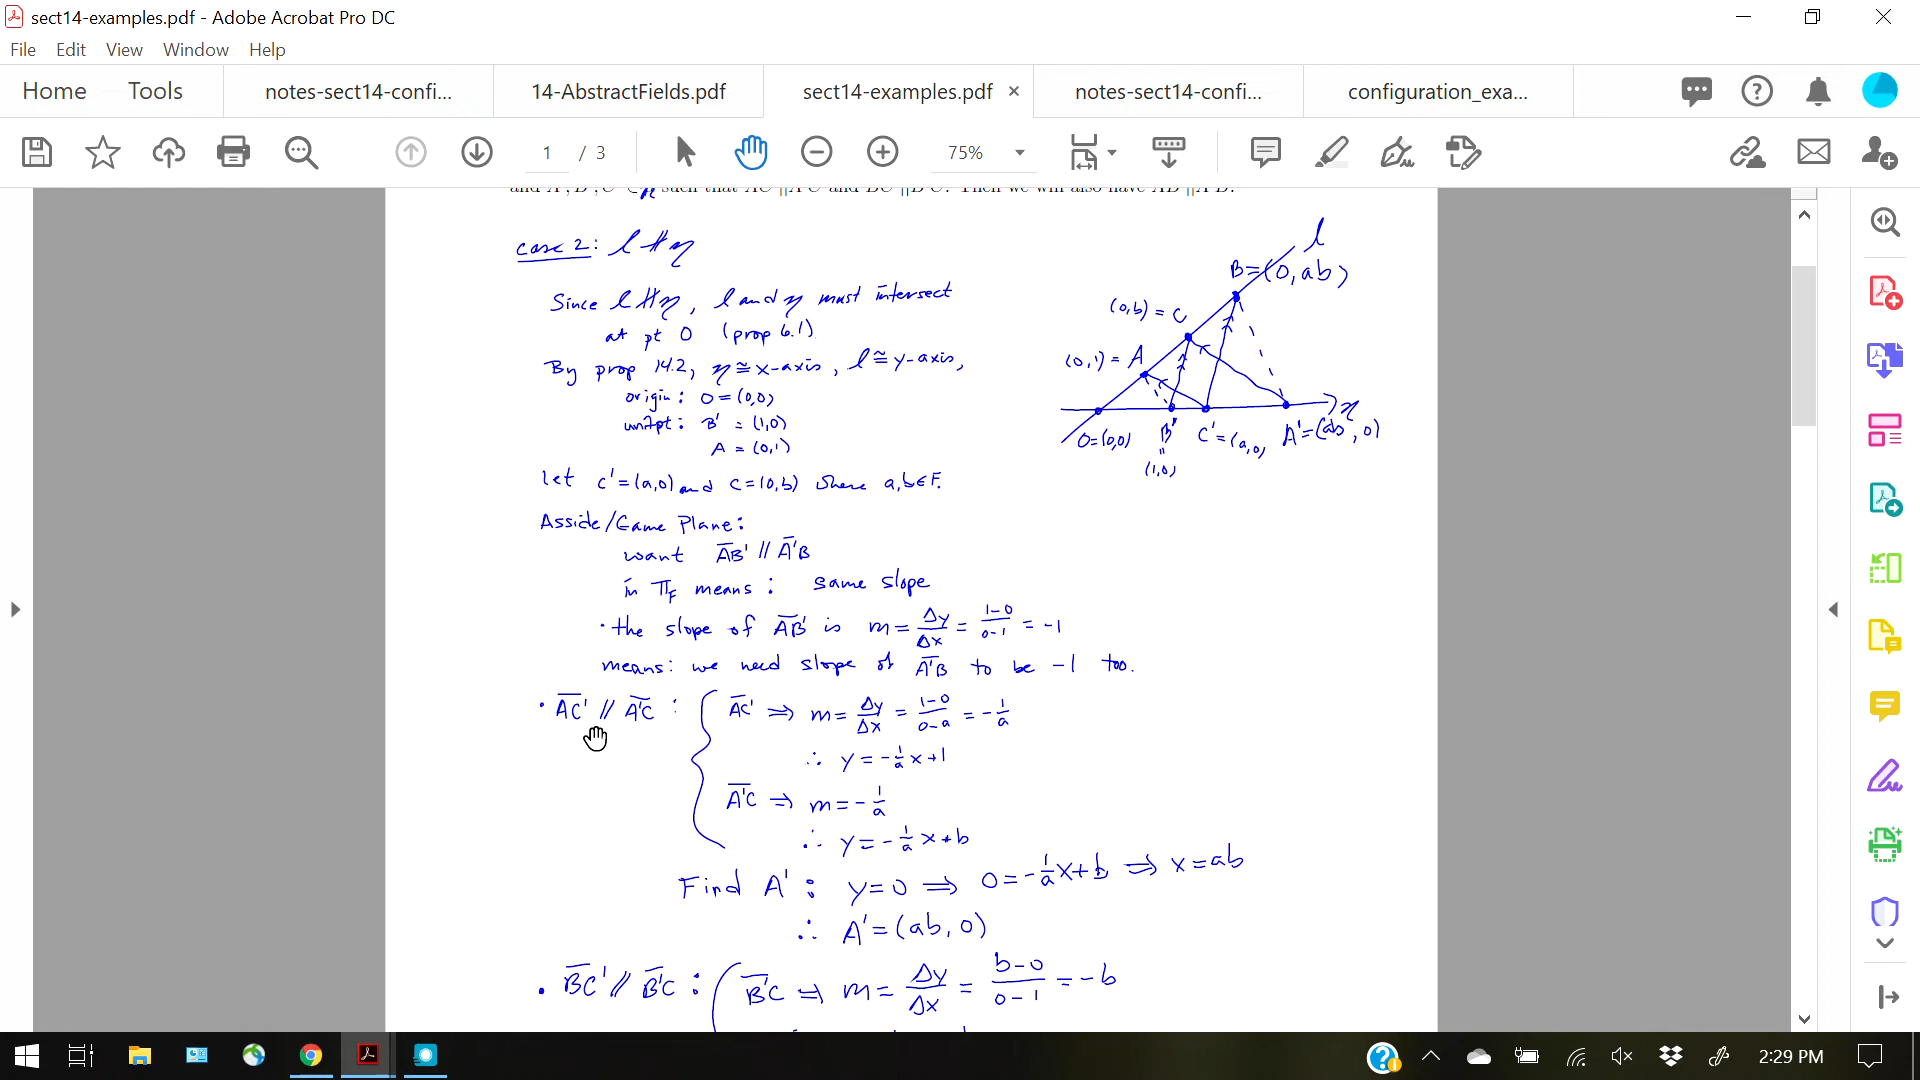 sect14-examples.pdf - Adobe Acrobat Pro DC
File Edit View Window Help
Home Tools notes-sect14-confi... 14-AbstractFields.pdf sect14-examples.pdf × notes-sect14-confi... configuration_exa...
1 / 3 75%
case 2: l ∦ m
Since l ∦ m, l and m must intersect
at pt O (prop 6.1)
By prop 14.2, m ≅ x-axis, l ≅ y-axis,
origin: O = (0,0)
unit pt: B' = (1,0)
A = (0,1)
let C' = (a,0) and C = (0,b) where a,b ∈ F.
Asside/Game Plane:
want AB' // A'B
in Π_F means: same slope
· the slope of AB' is m = Δy/Δx = 1-0/0-1 = -1
means: we need slope of A'B to be -1 too.
· AC' // A'C : { AC' ⇒ m = Δy/Δx = 1-0/0-a = -1/a
∴ y = -1/a x + 1
A'C ⇒ m = -1/a
∴ y = -1/a x + b
Find A' : y = 0 ⇒ 0 = -1/a x + b ⇒ x = ab
∴ A' = (ab, 0)
· BC' // B'C : { B'C ⇒ m = Δy/Δx = b-0/0-1 = -b
l
B = (0, ab)
(0,b) = C
(0,1) = A
m
O=(0,0) B' C'=(a,0) A'=(ab,0)
"
(1,0)
2:29 PM